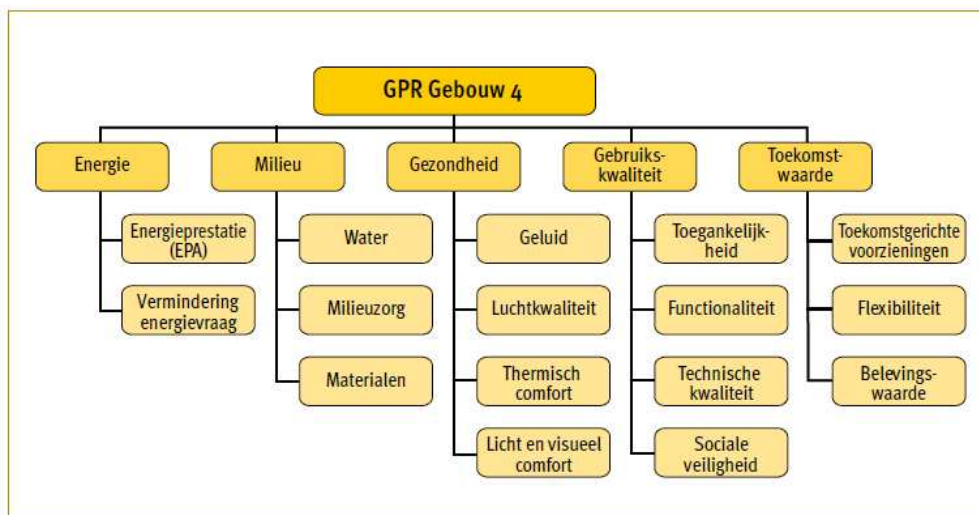 GPR Gebouw 4
Energie
Milieu
Gezondheid
Gebruiks-
kwaliteit
Toekomst-
waarde
Energieprestatie
(EPA)
Vermindering
energievraag
Water
Milieuzorg
Materialen
Geluid
Luchtkwaliteit
Thermisch
comfort
Licht en visueel
comfort
Toegankelijk-
heid
Functionaliteit
Technische
kwaliteit
Sociale
veiligheid
Toekomstgerichte
voorzieningen
Flexibiliteit
Belevings-
waarde